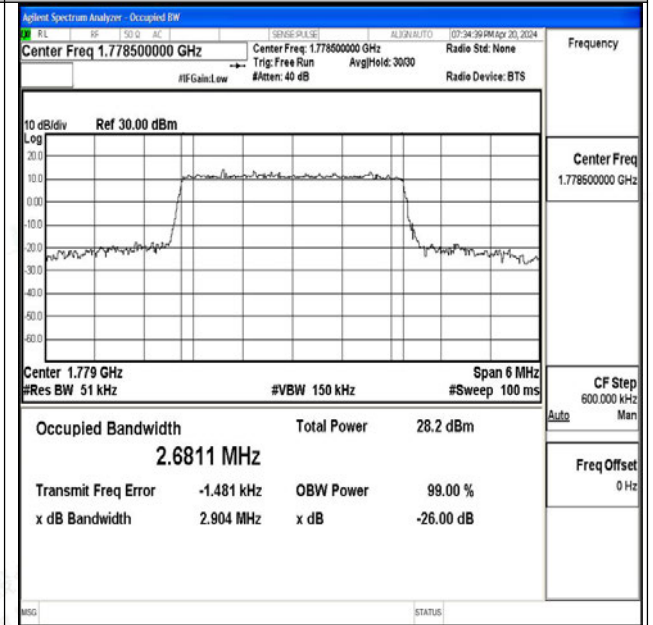 Agilent Spectrum Analyzer - Occupied BW
RL RF 50 Ω AC SENSE:PULSE ALIGN AUTO 07:34:39 PM Apr 20, 2024
Center Freq 1.778500000 GHz Center Freq: 1.778500000 GHz Radio Std: None
Trig: Free Run Avg|Hold: 30/30
#IFGain:Low #Atten: 40 dB Radio Device: BTS
10 dB/div Ref 30.00 dBm
Log
20.0
10.0
0.00
-10.0
-20.0
-30.0
-40.0
-50.0
-60.0
Center 1.779 GHz Span 6 MHz
#Res BW 51 kHz #VBW 150 kHz #Sweep 100 ms
Occupied Bandwidth Total Power 28.2 dBm
2.6811 MHz
Transmit Freq Error -1.481 kHz OBW Power 99.00 %
x dB Bandwidth 2.904 MHz x dB -26.00 dB
MSG STATUS
Frequency
Center Freq
1.778500000 GHz
CF Step
600.000 kHz
Auto Man
Freq Offset
0 Hz